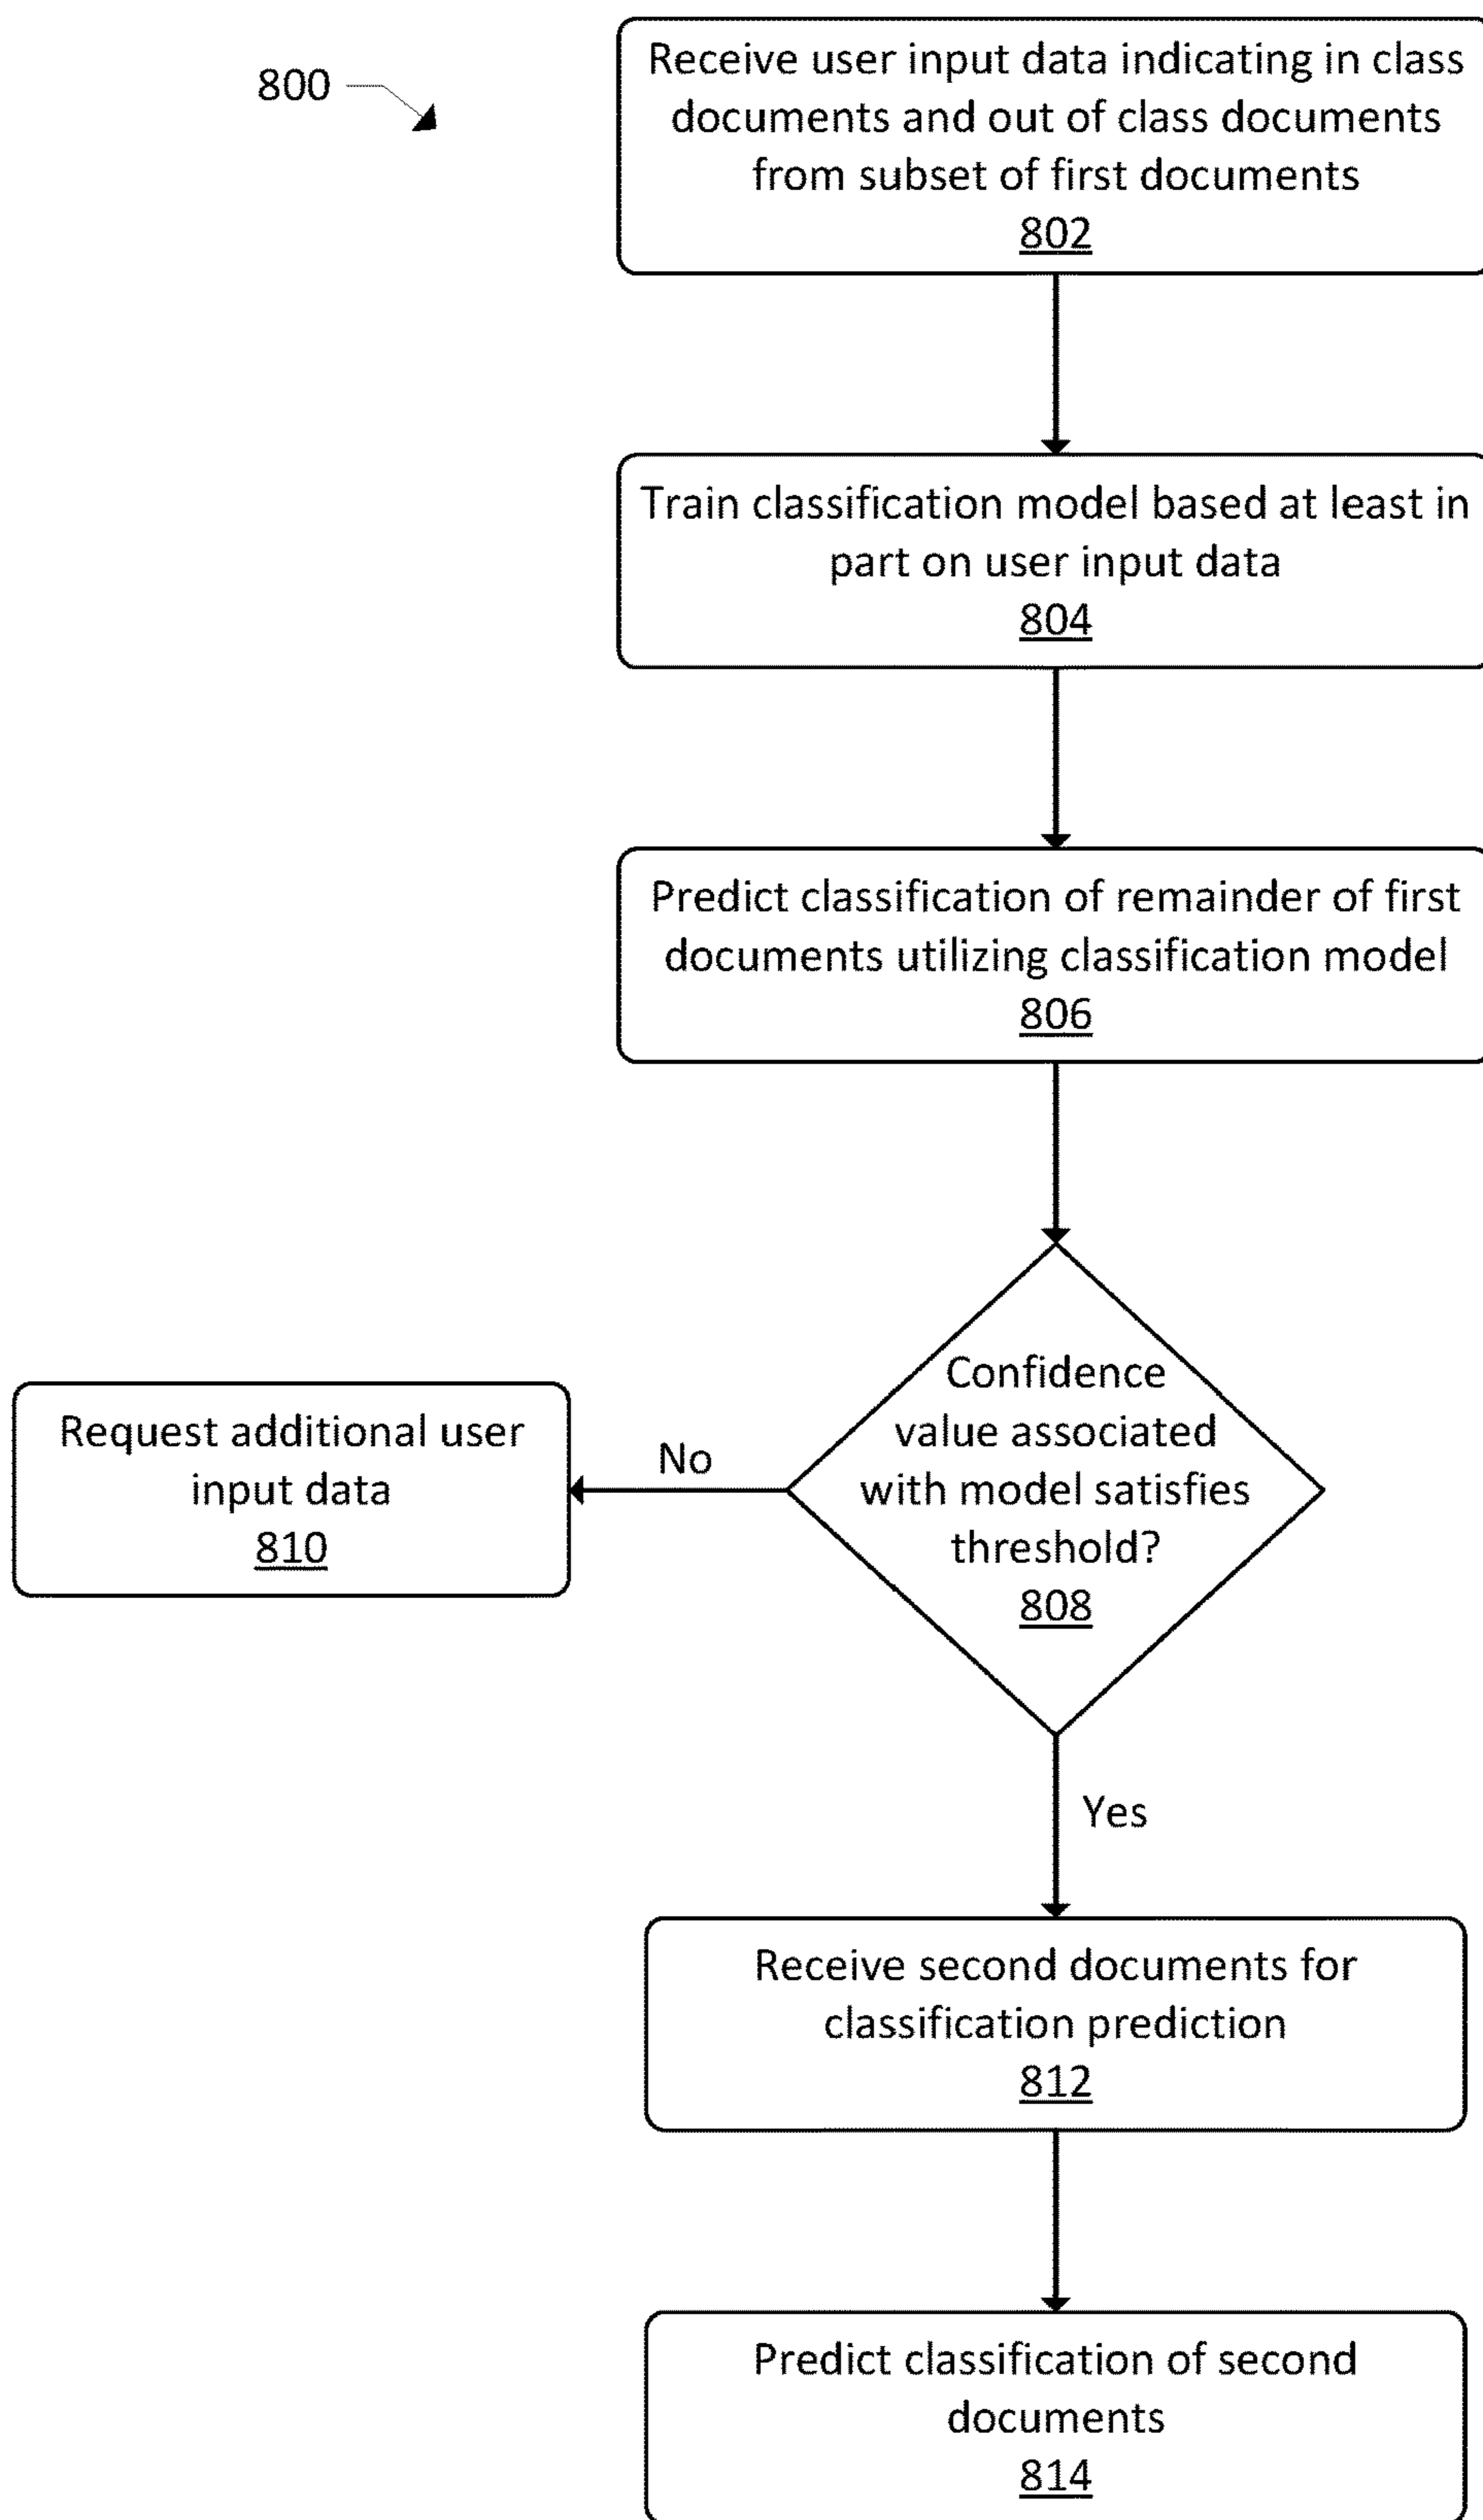 800
Receive user input data indicating in class
documents and out of class documents
from subset of first documents
802
Train classification model based at least in
part on user input data
804
Predict classification of remainder of first
documents utilizing classification model
806
Confidence
value associated
with model satisfies
threshold?
808
No
Request additional user
input data
810
Yes
Receive second documents for
classification prediction
812
Predict classification of second
documents
814